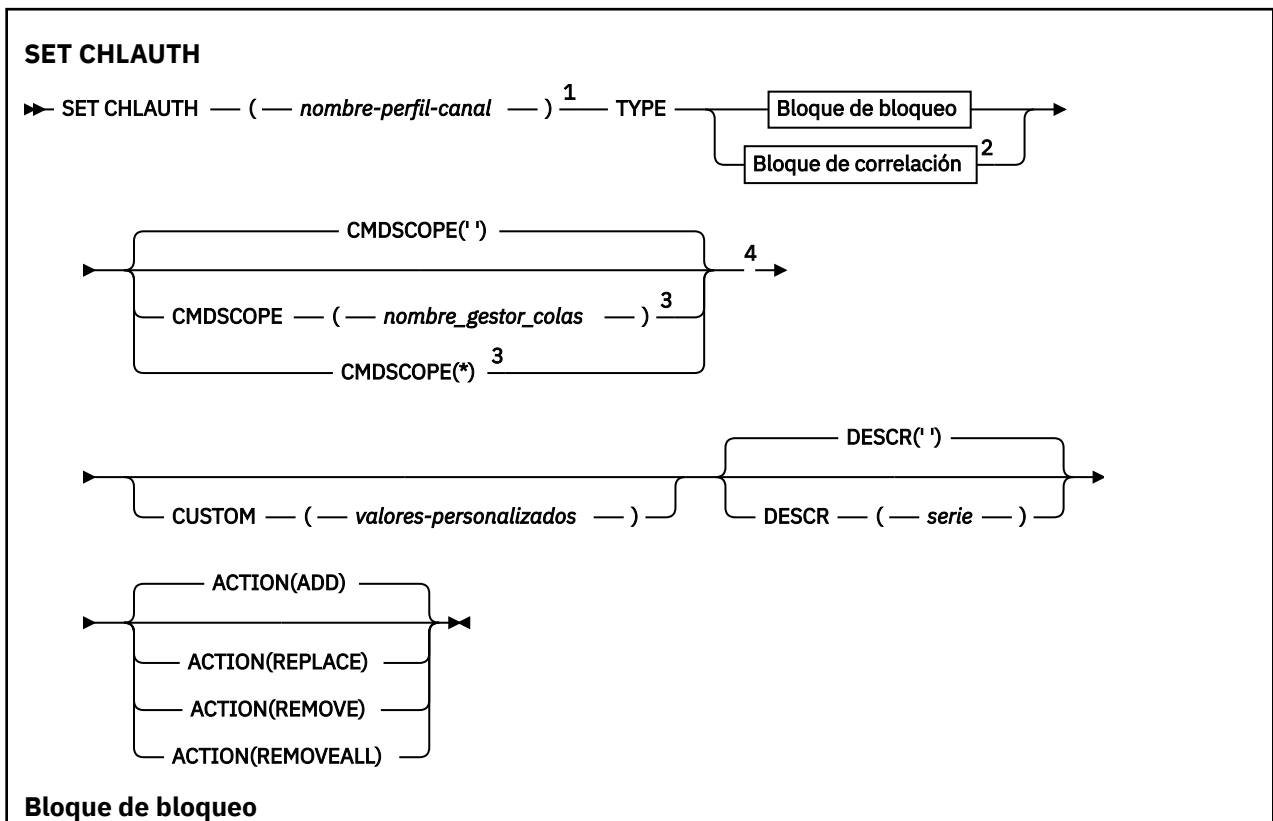 SET CHLAUTH
SET CHLAUTH ( nombre-perfil-canal ) 1 TYPE Bloque de bloqueo
Bloque de correlación 2
CMDSCOPE(' ')
4
CMDSCOPE ( nombre_gestor_colas ) 3
CMDSCOPE(*) 3
DESCR(' ')
CUSTOM ( valores-personalizados ) DESCR ( serie )
ACTION(ADD)
ACTION(REPLACE)
ACTION(REMOVE)
ACTION(REMOVEALL)
Bloque de bloqueo